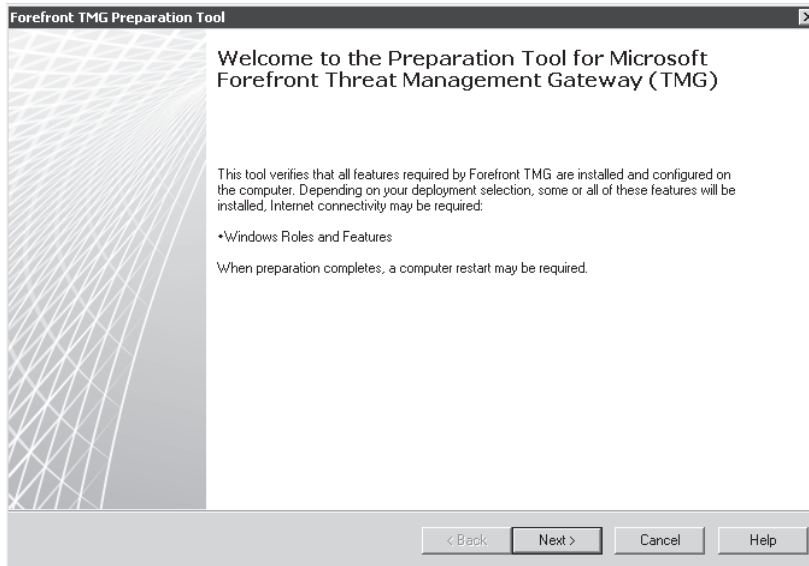 Forefront TMG Preparation Tool
Welcome to the Preparation Tool for Microsoft
Forefront Threat Management Gateway (TMG)
This tool verifies that all features required by Forefront TMG are installed and configured on
the computer. Depending on your deployment selection, some or all of these features will be
installed, Internet connectivity may be required:
•Windows Roles and Features
When preparation completes, a computer restart may be required.
< Back
Next >
Cancel
Help